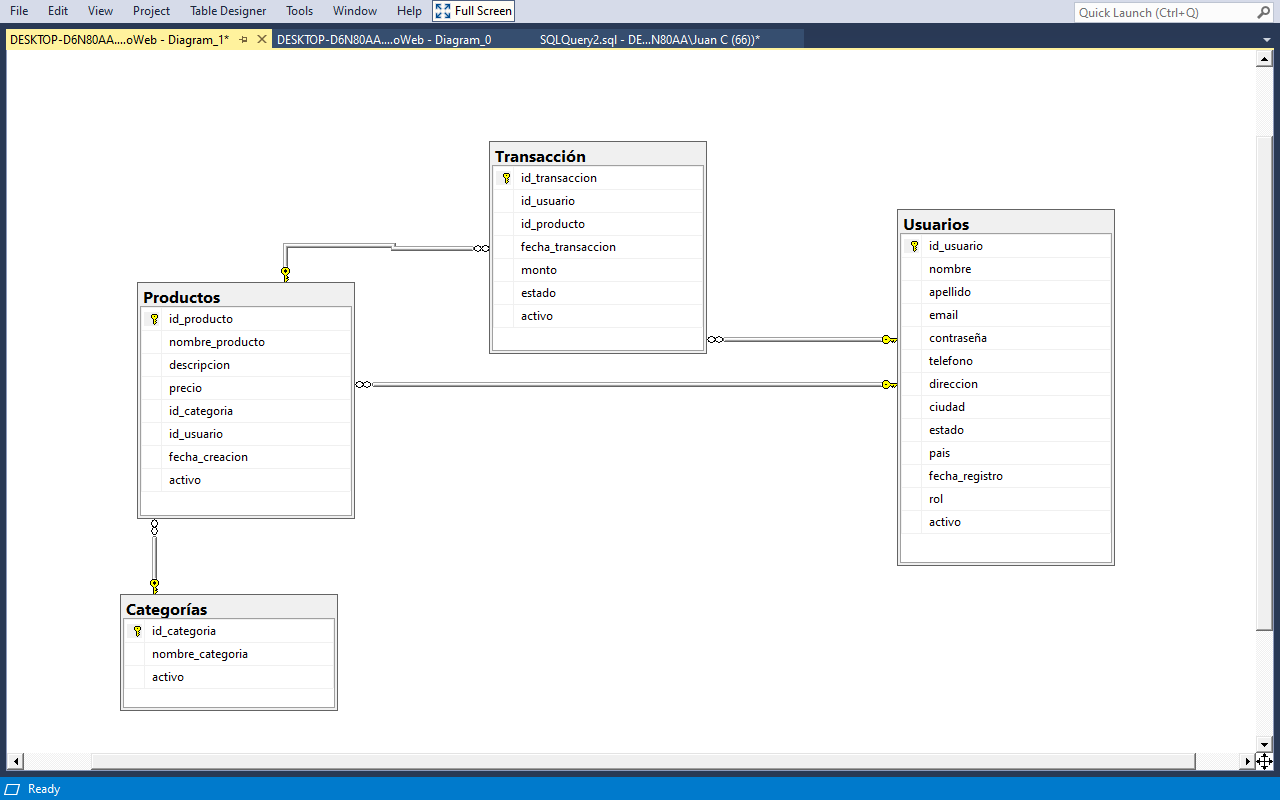 File Edit View Project Table Designer Tools Window Help Full Screen
Quick Launch (Ctrl+Q)
DESKTOP-D6N80AA....oWeb - Diagram_1* DESKTOP-D6N80AA....oWeb - Diagram_0 SQLQuery2.sql - DE...N80AA\Juan C (66))*
Transacción
id_transaccion
id_usuario
id_producto
fecha_transaccion
monto
estado
activo
Usuarios
id_usuario
nombre
apellido
email
contraseña
telefono
direccion
ciudad
estado
pais
fecha_registro
rol
activo
Productos
id_producto
nombre_producto
descripcion
precio
id_categoria
id_usuario
fecha_creacion
activo
Categorías
id_categoria
nombre_categoria
activo
Ready